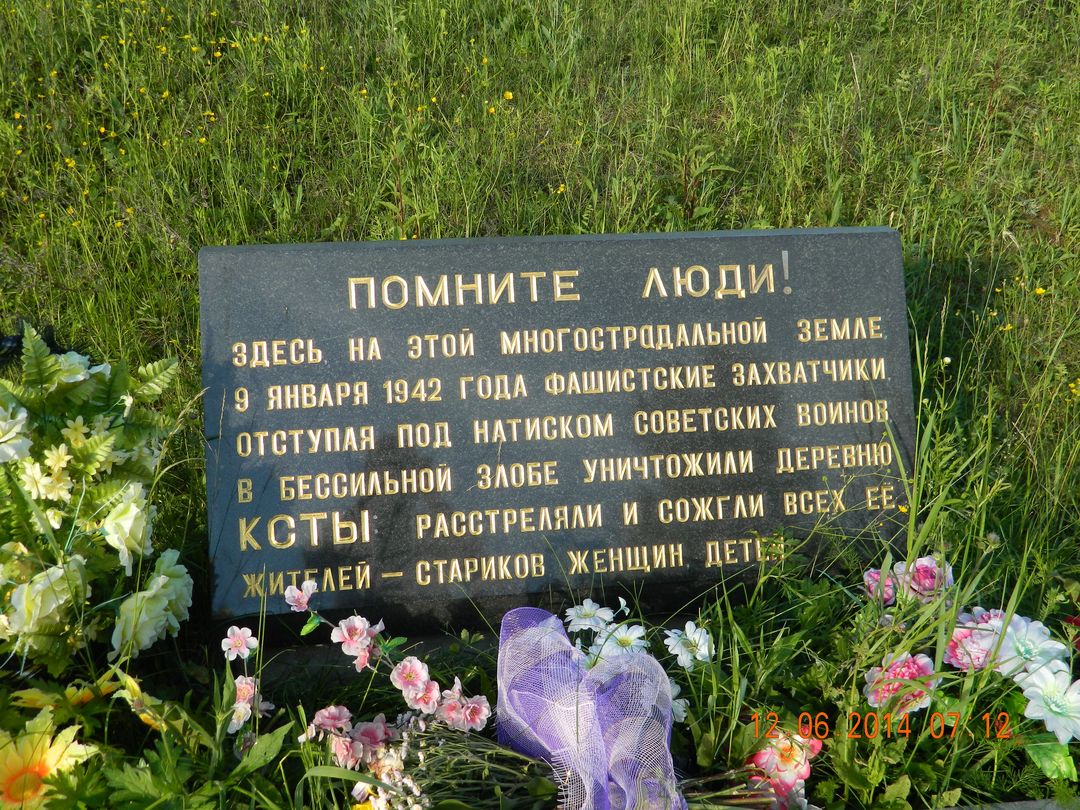 ПОМНИТЕ ЛЮДИ!
ЗДЕСЬ, НА ЭТОЙ МНОГОСТРАДАЛЬНОЙ ЗЕМЛЕ,
9 ЯНВАРЯ 1942 ГОДА ФАШИСТСКИЕ ЗАХВАТЧИКИ,
ОТСТУПАЯ ПОД НАТИСКОМ СОВЕТСКИХ ВОИНОВ,
В БЕССИЛЬНОЙ ЗЛОБЕ УНИЧТОЖИЛИ ДЕРЕВНЮ
КСТЫ РАССТРЕЛЯЛИ И СОЖГЛИ ВСЕХ ЕЁ
ЖИТЕЛЕЙ – СТАРИКОВ, ЖЕНЩИН, ДЕТЕЙ
12 06 2014 07 12